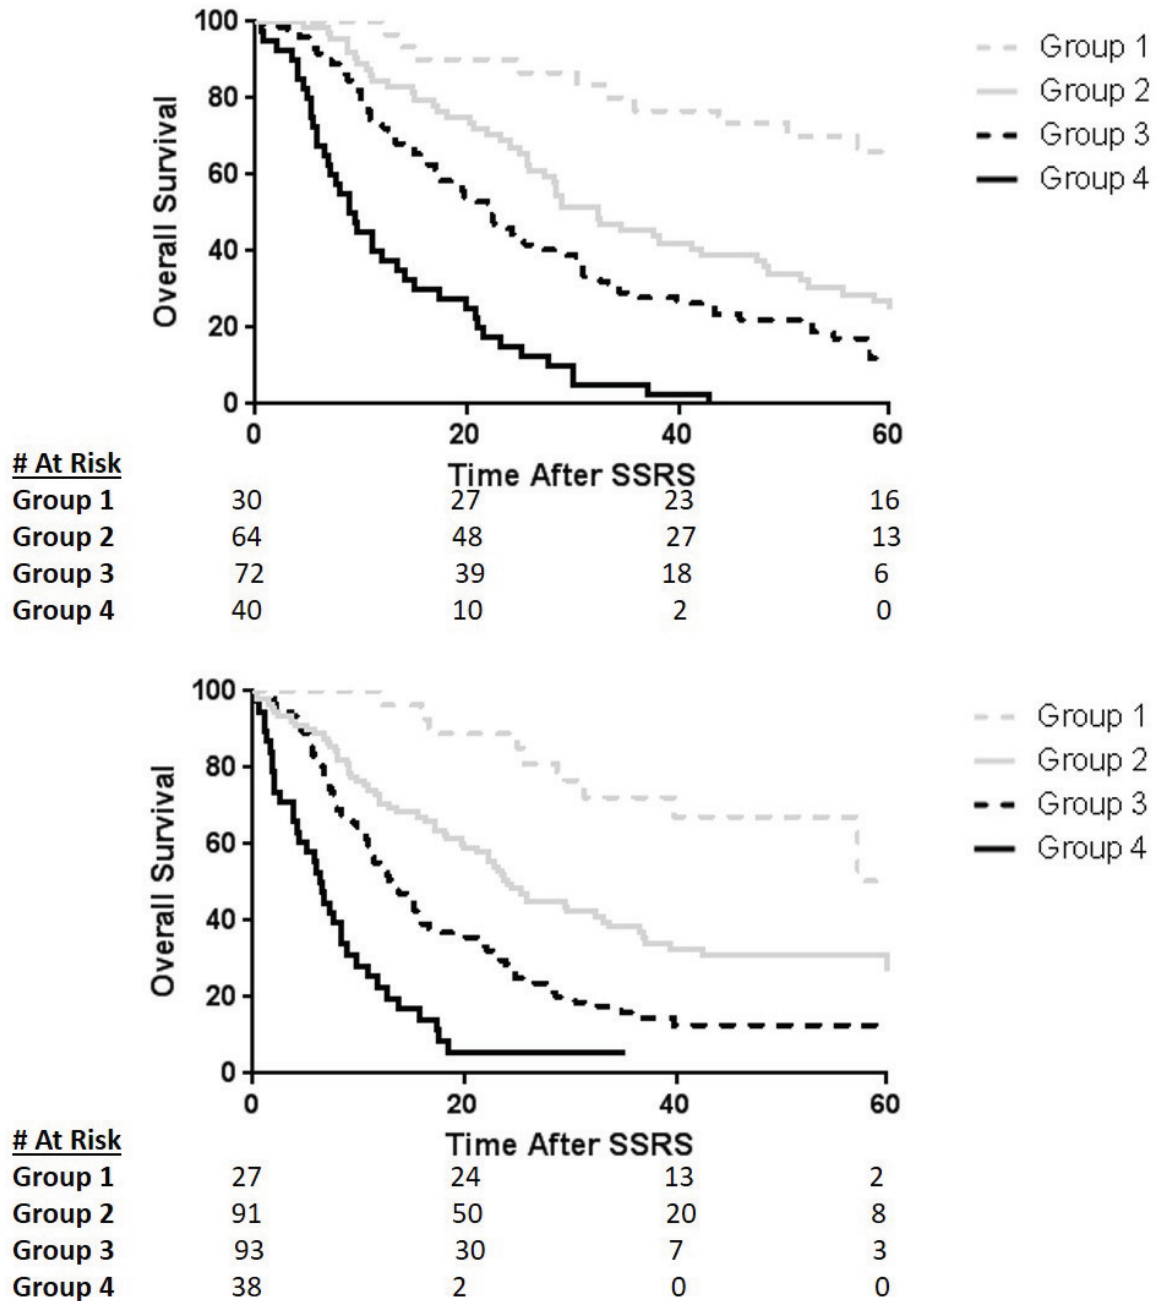 100
80
60
40
20
0
Overall Survival
0 20 40 60
Time After SSRS
Group 1
Group 2
Group 3
Group 4
# At Risk
Group 1 30 27 23 16
Group 2 64 48 27 13
Group 3 72 39 18 6
Group 4 40 10 2 0
100
80
60
40
20
0
Overall Survival
0 20 40 60
Time After SSRS
Group 1
Group 2
Group 3
Group 4
# At Risk
Group 1 27 24 13 2
Group 2 91 50 20 8
Group 3 93 30 7 3
Group 4 38 2 0 0